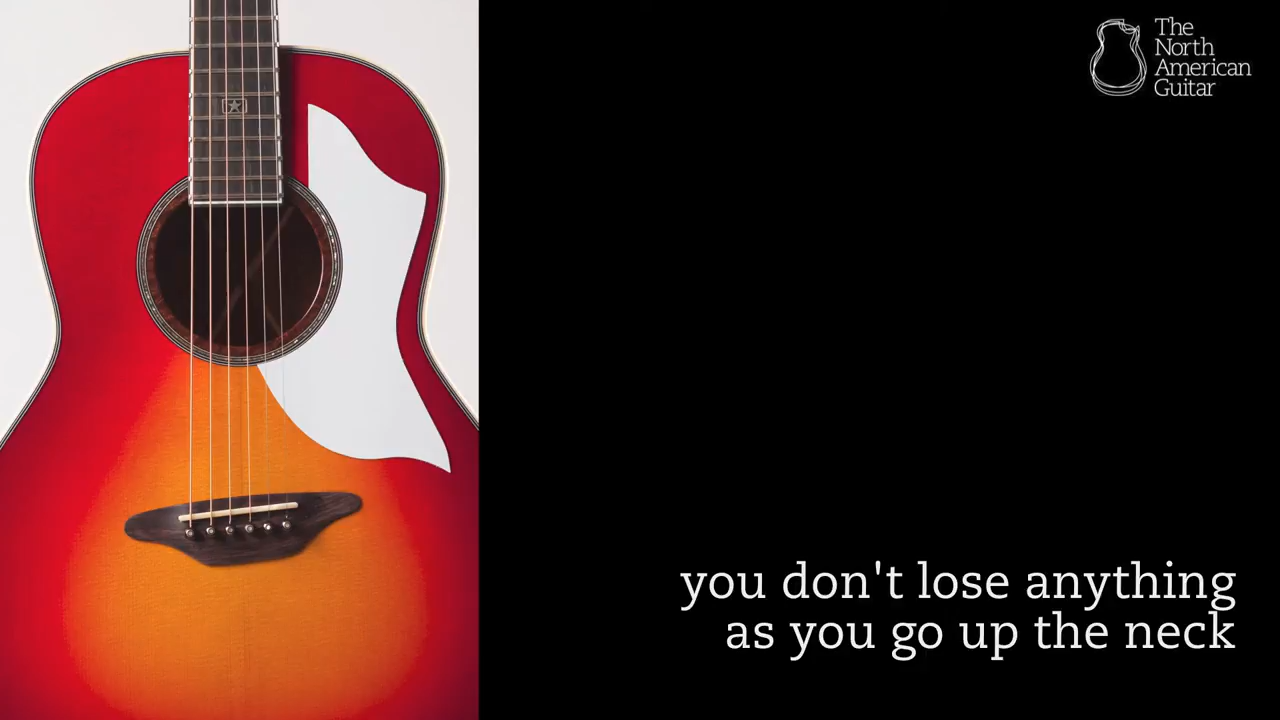 The
North
American
Guitar
you don't lose anything
as you go up the neck